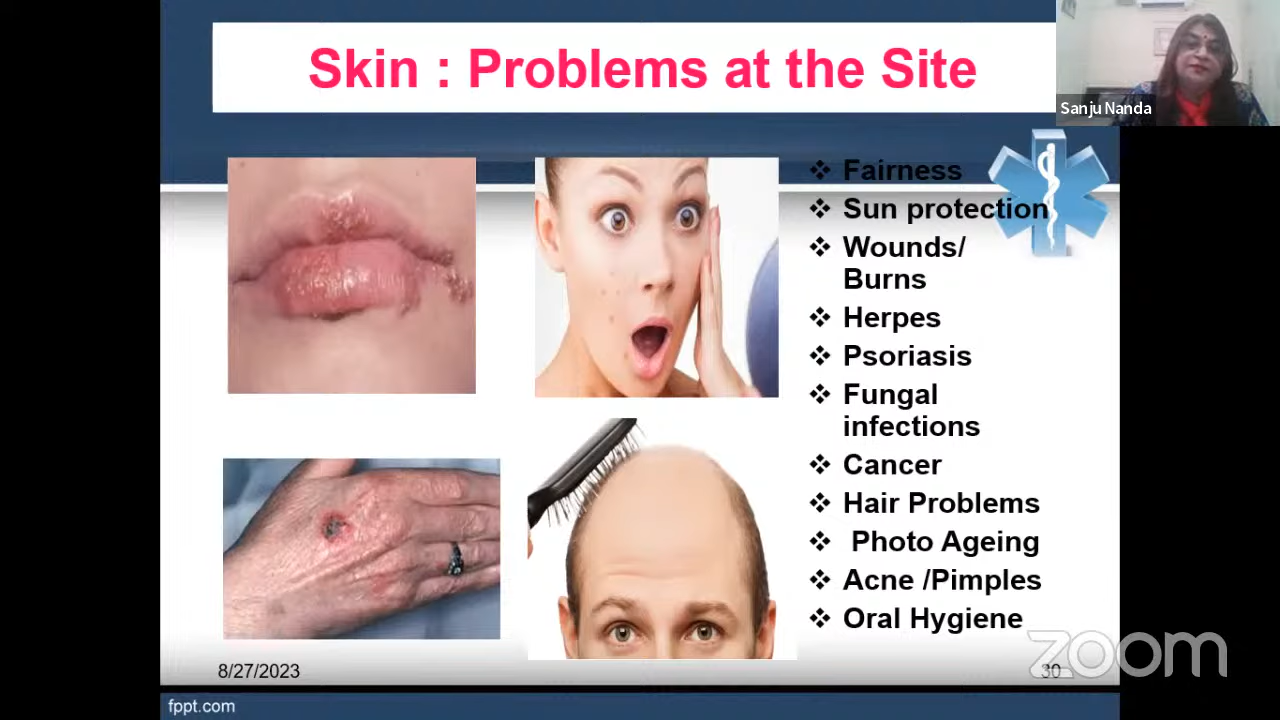 Skin : Problems at the Site
Sanju Nanda
❖ Fairness
❖ Sun protection
❖ Wounds/
Burns
❖ Herpes
❖ Psoriasis
❖ Fungal
infections
❖ Cancer
❖ Hair Problems
❖ Photo Ageing
❖ Acne /Pimples
❖ Oral Hygiene
8/27/2023
30
zoom
fppt.com